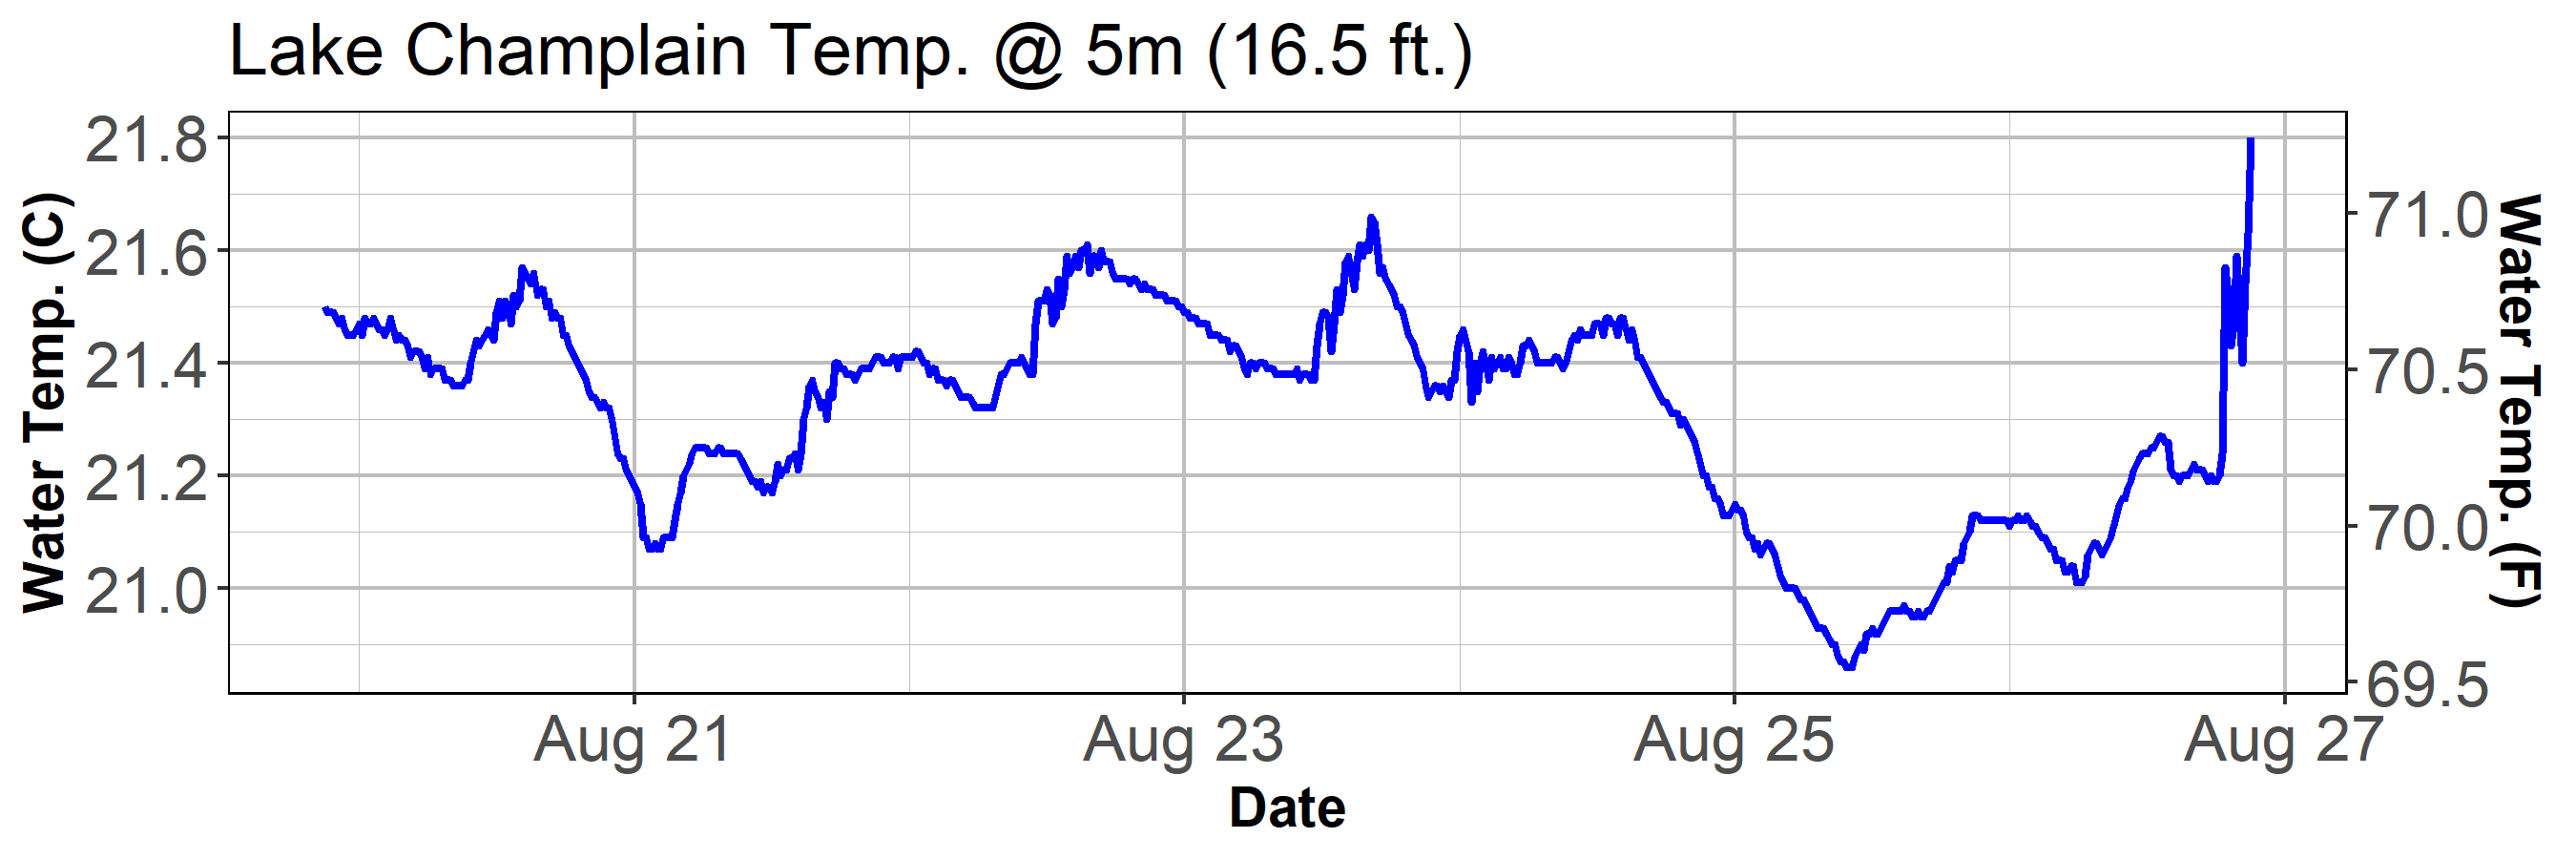 Lake Champlain Temp. @ 5m (16.5 ft.)
Water Temp. (C)
21.8
21.6
21.4
21.2
21.0
71.0
70.5
70.0
69.5
Water Temp. (F)
Aug 21
Aug 23
Aug 25
Aug 27
Date